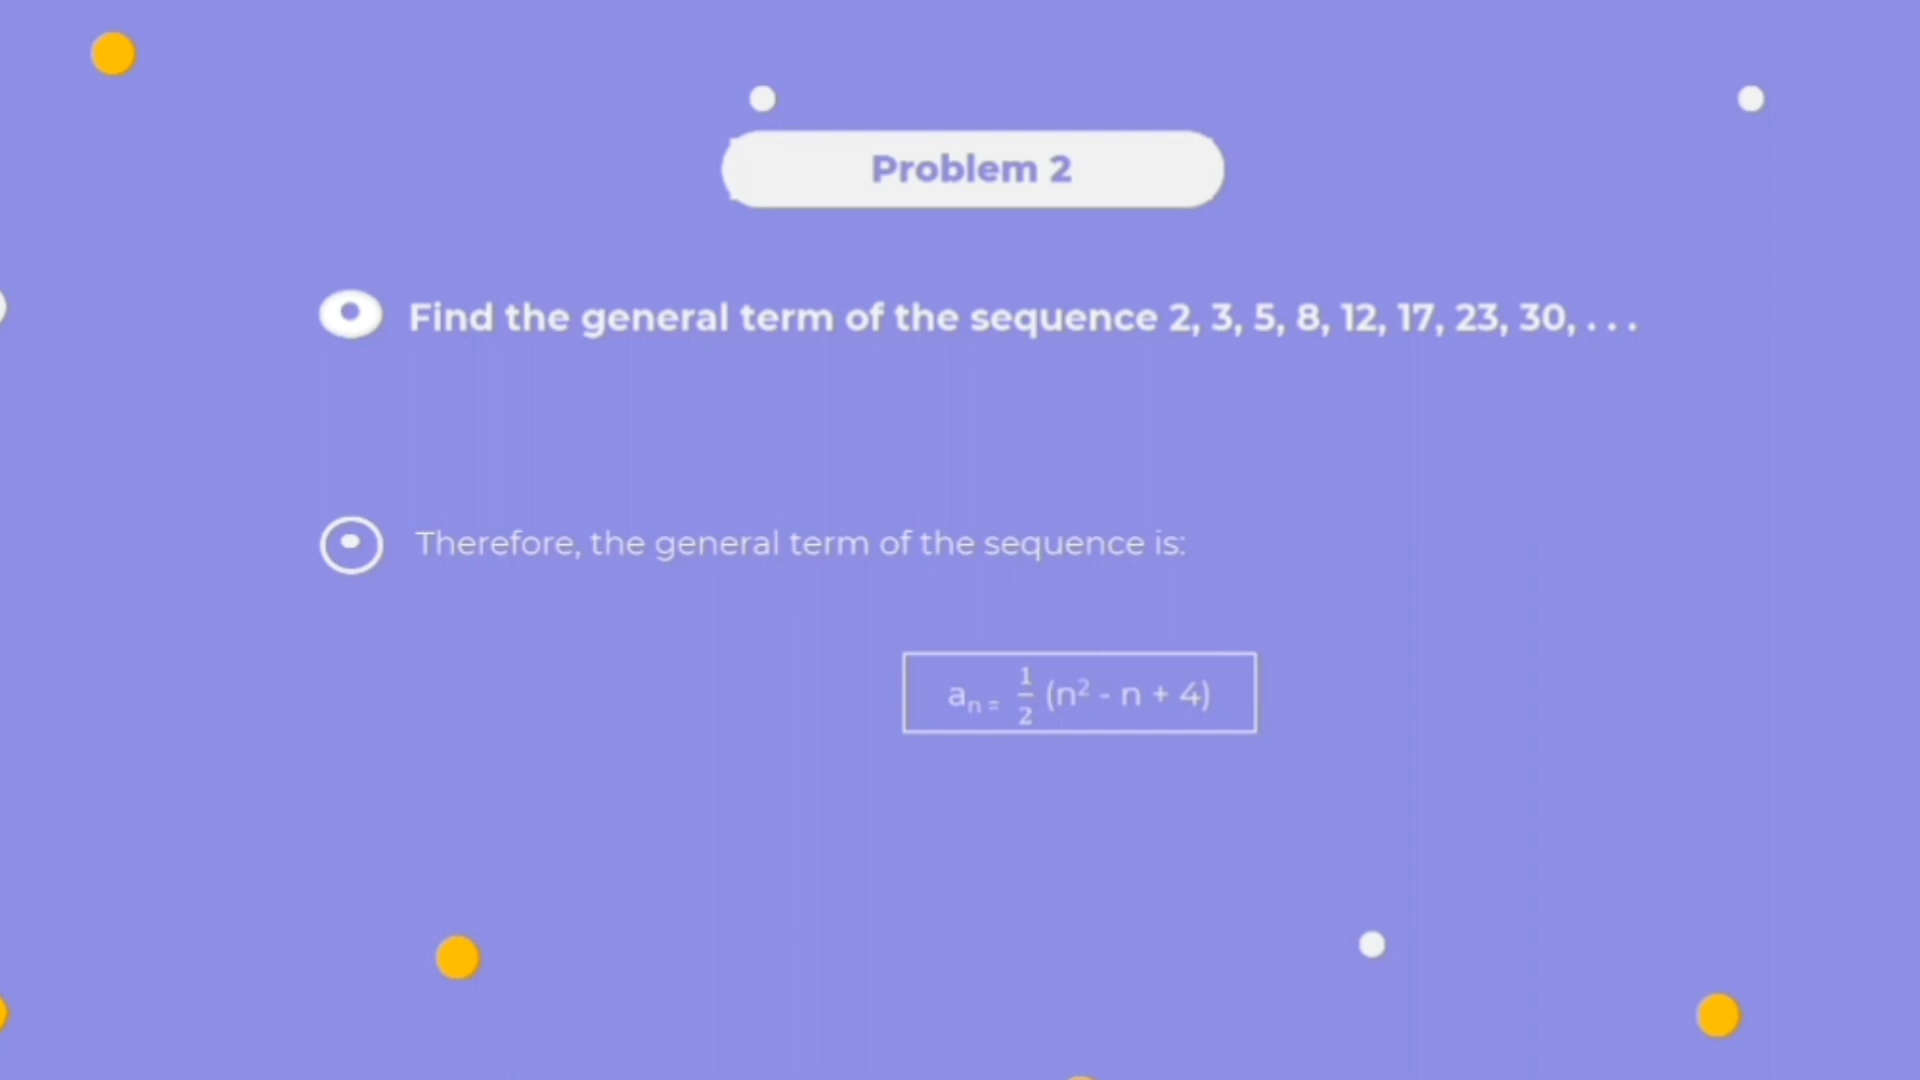 Problem 2
Find the general term of the sequence 2, 3, 5, 8, 12, 17, 23, 30, . . .
Therefore, the general term of the sequence is:
aₙ ₌ 1/2 (n² - n + 4)